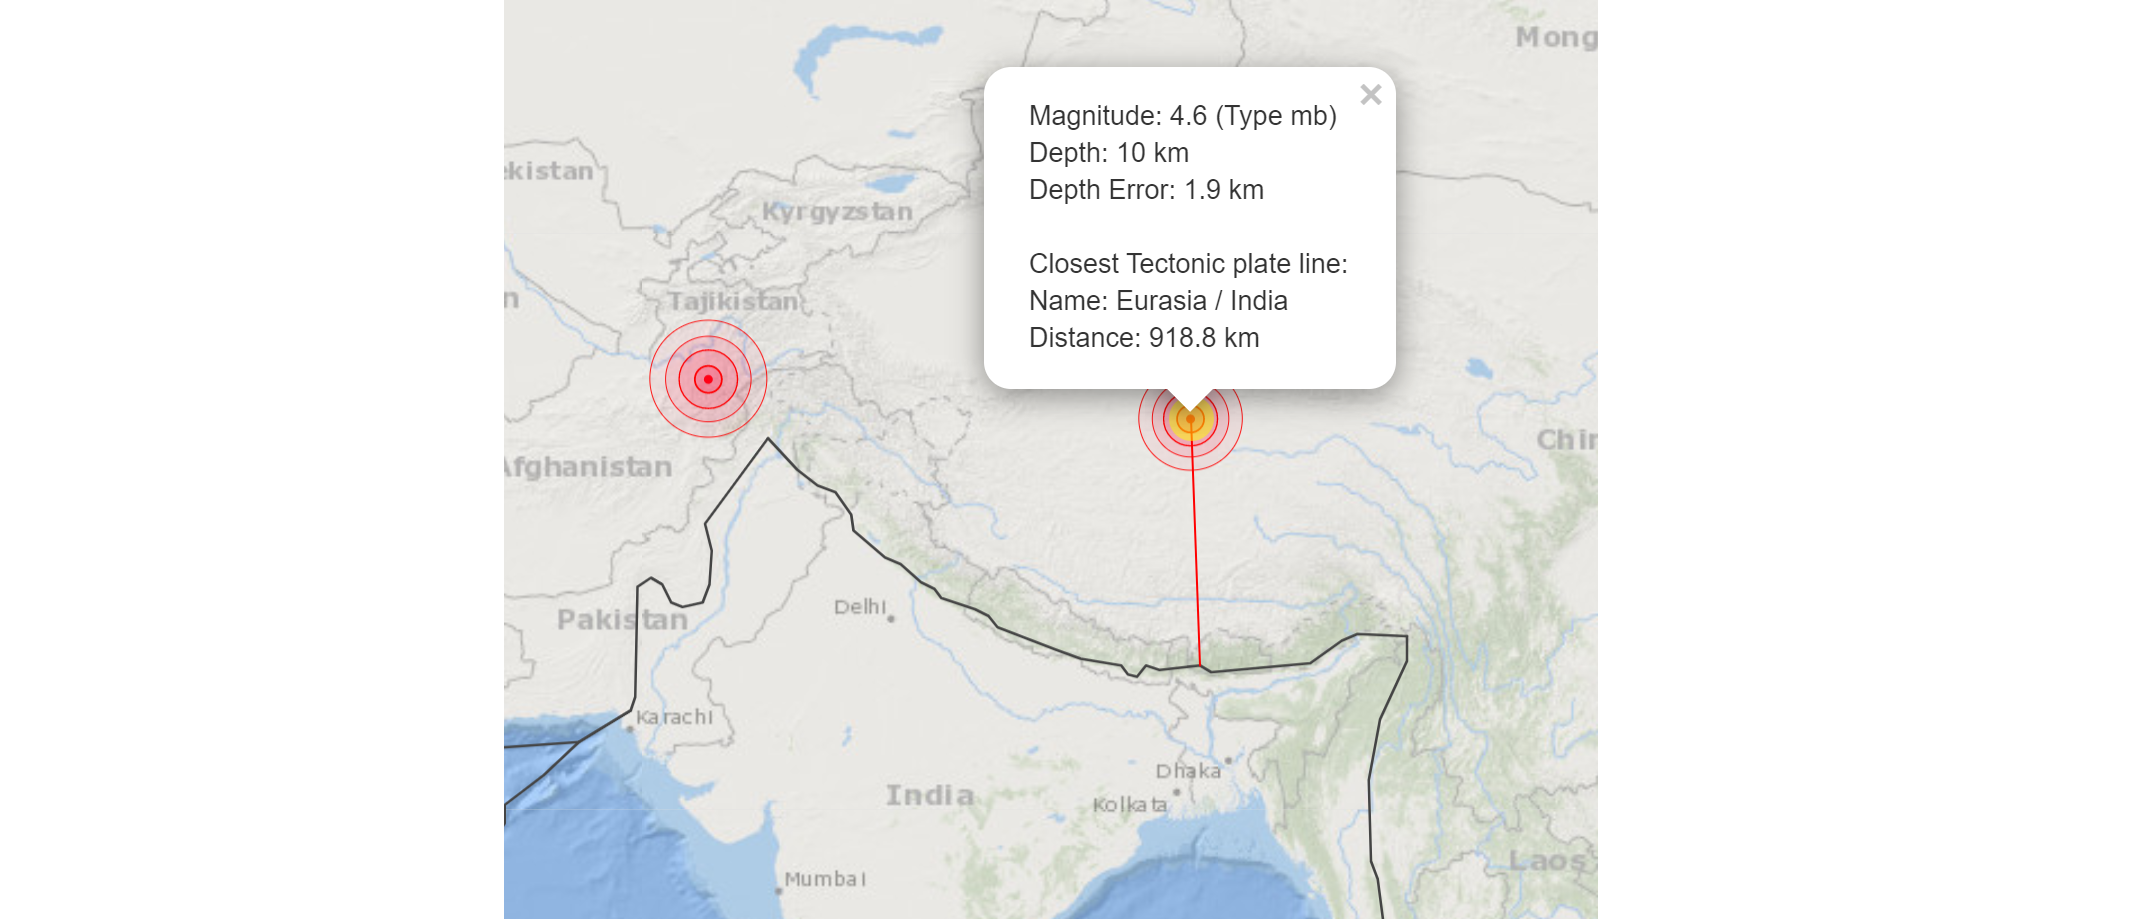 Mong
Magnitude: 4.6 (Type mb)
Depth: 10 km
Depth Error: 1.9 km
Closest Tectonic plate line:
Name: Eurasia / India
Distance: 918.8 km
×
ekistan
Kyrgyzstan
n
Tajikistan
Afghanistan
Chin
Pakistan
Delhi
Karachi
India
Dhaka
Kolkata
Mumbai
Laos